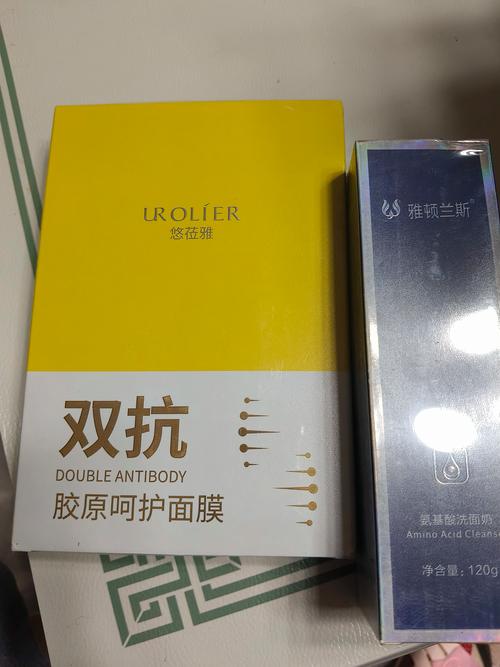 UROLÍER
悠莅雅
双抗
DOUBLE ANTIBODY
胶原呵护面膜
雅顿兰斯®
氨基酸洗面奶
Amino Acid Cleanse
净含量：120g